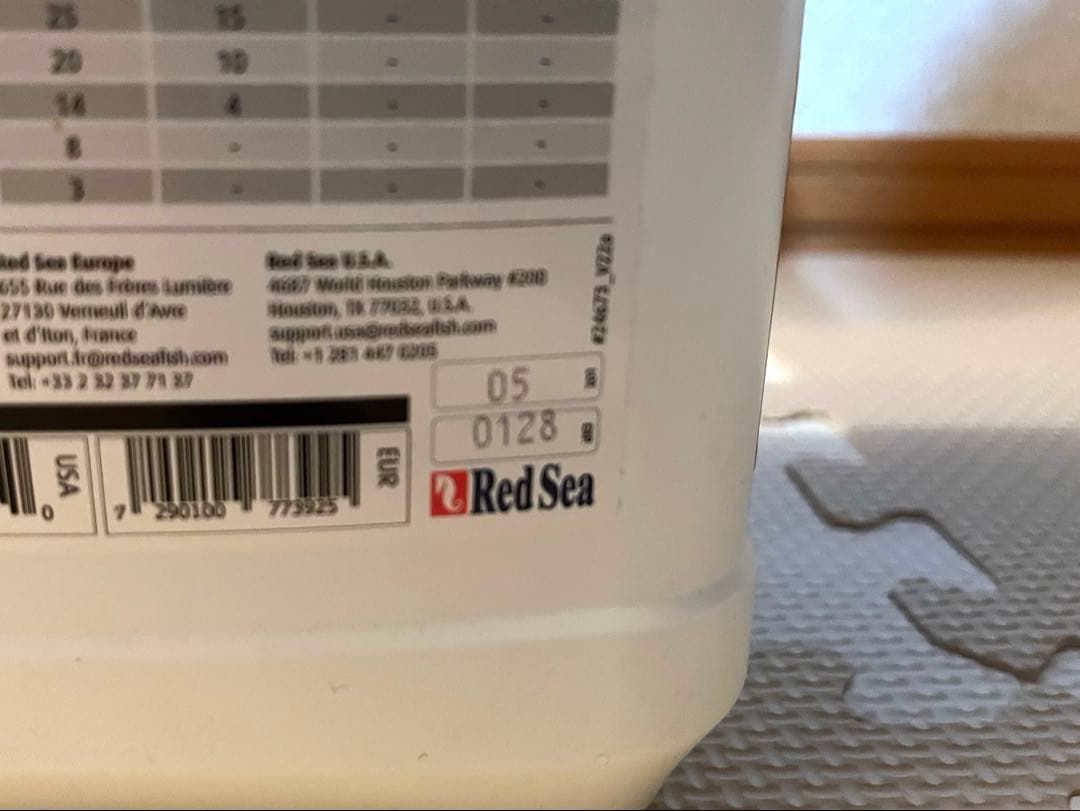 25 15 - -
20 10 - -
14 4 - -
8 - - -
3 - - -
Red Sea Europe
655 Rue des Frères Lumière
27130 Verneuil d'Avre
et d'Iton, France
support.fr@redseafish.com
Tel: +33 2 32 37 71 37
Red Sea U.S.A.
4687 World Houston Parkway #200
Houston, TX 77032, U.S.A.
support.usa@redseafish.com
Tel: +1 281 687
05
0128
USA
0
7 290100 773925
EUR
Red Sea